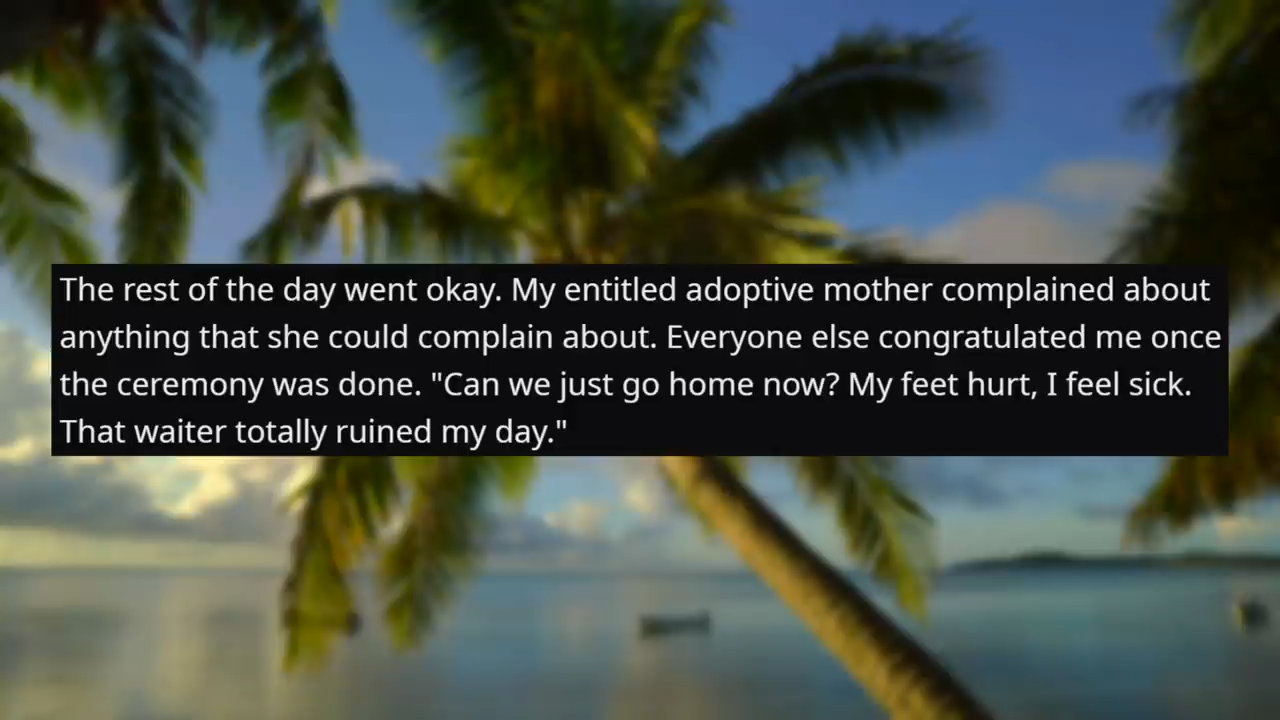 The rest of the day went okay. My entitled adoptive mother complained about
anything that she could complain about. Everyone else congratulated me once
the ceremony was done. "Can we just go home now? My feet hurt, I feel sick.
That waiter totally ruined my day."